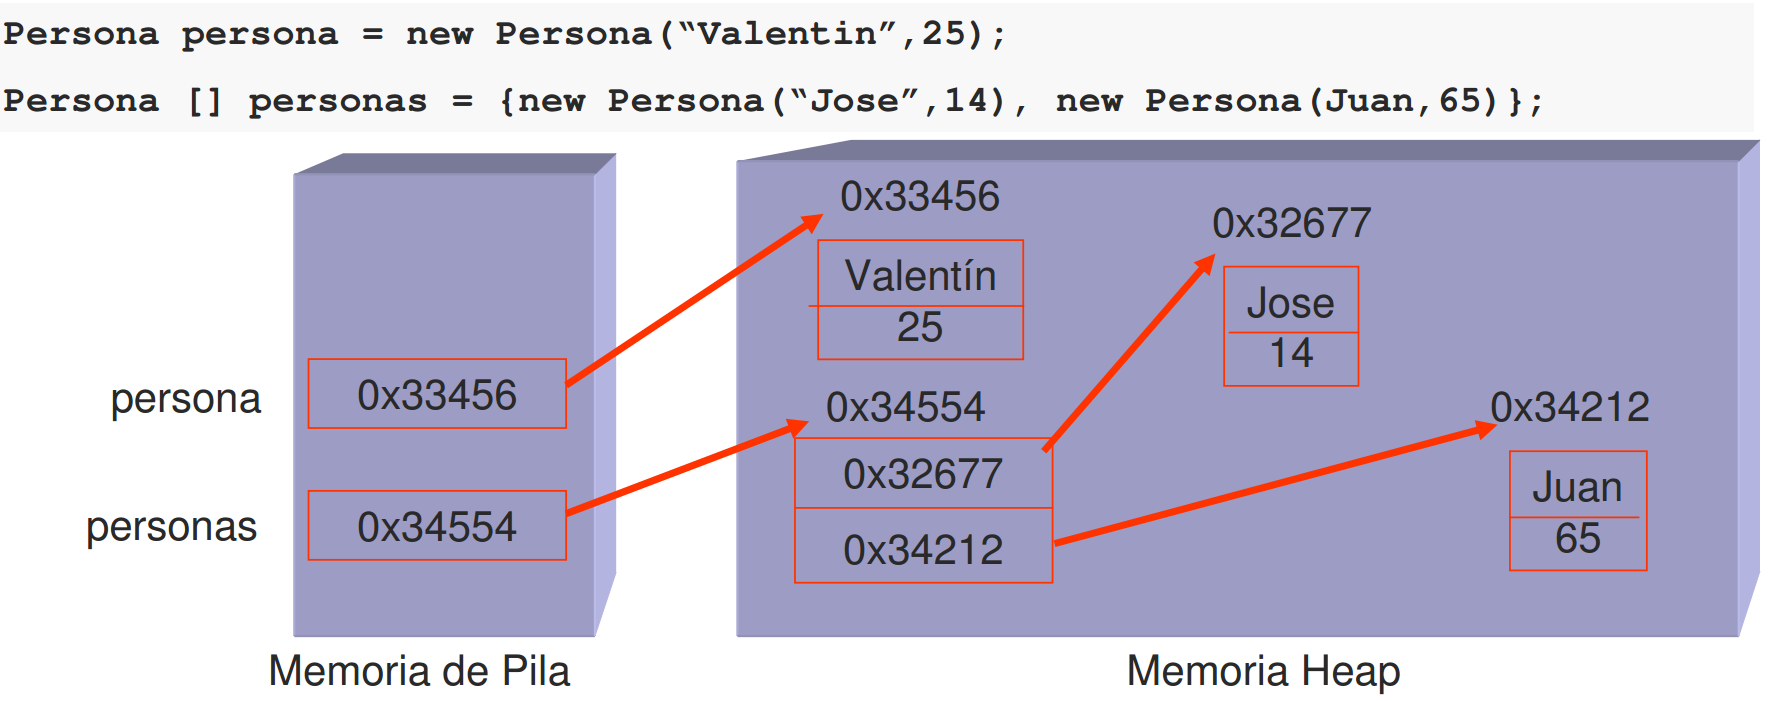 Persona persona = new Persona(“Valentin”,25);
Persona [] personas = {new Persona(“Jose”,14), new Persona(Juan,65)};
0x33456
0x32677
Valentín
25
Jose
14
persona
0x33456
0x34554
0x34212
0x32677
personas
0x34554
0x34212
Juan
65
Memoria de Pila
Memoria Heap